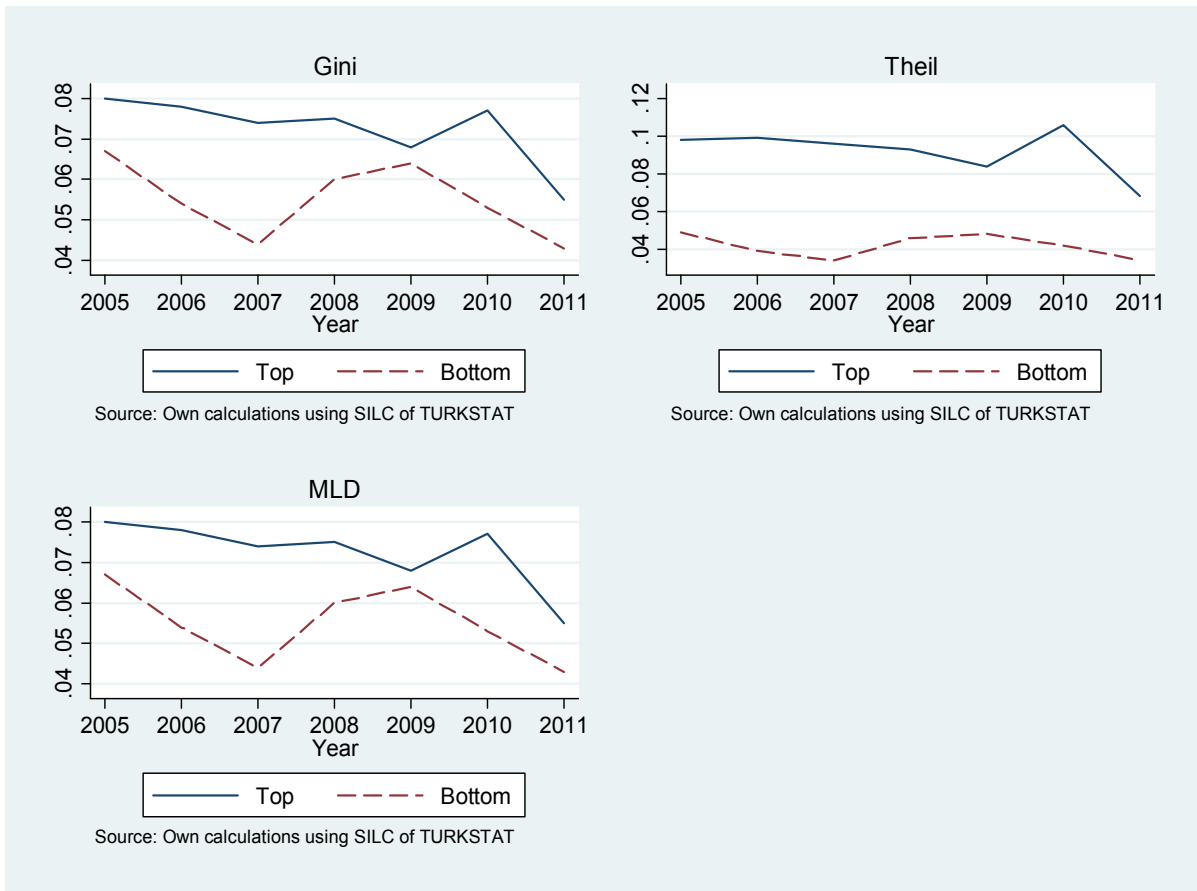 Gini
.08
.07
.06
.05
.04
2005 2006 2007 2008 2009 2010 2011
Year
Top Bottom
Source: Own calculations using SILC of TURKSTAT
Theil
.12
.1
.08
.06
.04
2005 2006 2007 2008 2009 2010 2011
Year
Top Bottom
Source: Own calculations using SILC of TURKSTAT
MLD
.08
.07
.06
.05
.04
2005 2006 2007 2008 2009 2010 2011
Year
Top Bottom
Source: Own calculations using SILC of TURKSTAT